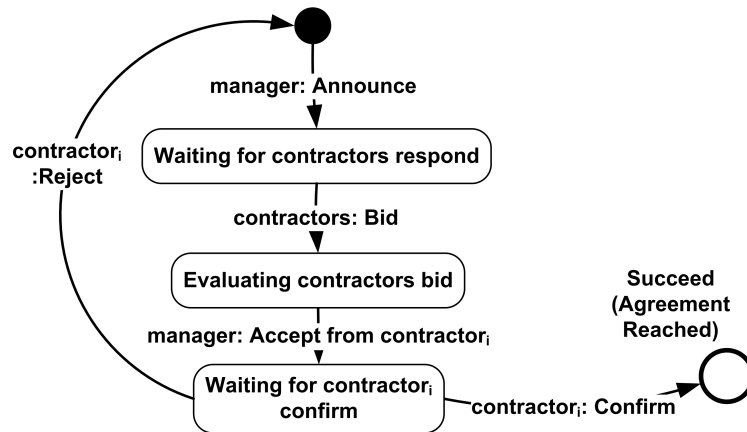 manager: Announce
contractorᵢ
:Reject
Waiting for contractors respond
contractors: Bid
Evaluating contractors bid
Succeed
(Agreement
Reached)
manager: Accept from contractorᵢ
Waiting for contractorᵢ
confirm
contractorᵢ: Confirm